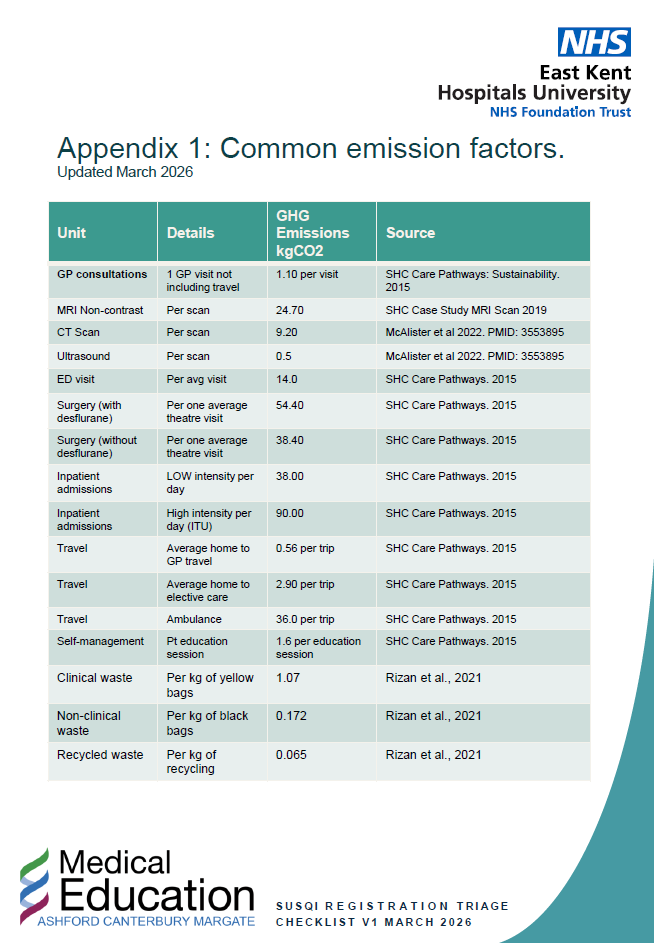 NHS
East Kent
Hospitals University
NHS Foundation Trust
Appendix 1: Common emission factors.
Updated March 2026
Unit Details GHG Emissions kgCO2 Source
GP consultations 1 GP visit not including travel 1.10 per visit SHC Care Pathways: Sustainability. 2015
MRI Non-contrast Per scan 24.70 SHC Case Study MRI Scan 2019
CT Scan Per scan 9.20 McAlister et al 2022. PMID: 3553895
Ultrasound Per scan 0.5 McAlister et al 2022. PMID: 3553895
ED visit Per avg visit 14.0 SHC Care Pathways. 2015
Surgery (with desflurane) Per one average theatre visit 54.40 SHC Care Pathways. 2015
Surgery (without desflurane) Per one average theatre visit 38.40 SHC Care Pathways. 2015
Inpatient admissions LOW intensity per day 38.00 SHC Care Pathways. 2015
Inpatient admissions High intensity per day (ITU) 90.00 SHC Care Pathways. 2015
Travel Average home to GP travel 0.56 per trip SHC Care Pathways. 2015
Travel Average home to elective care 2.90 per trip SHC Care Pathways. 2015
Travel Ambulance 36.0 per trip SHC Care Pathways. 2015
Self-management Pt education session 1.6 per education session SHC Care Pathways. 2015
Clinical waste Per kg of yellow bags 1.07 Rizan et al., 2021
Non-clinical waste Per kg of black bags 0.172 Rizan et al., 2021
Recycled waste Per kg of recycling 0.065 Rizan et al., 2021
Medical
Education
ASHFORD CANTERBURY MARGATE
SUSQI REGISTRATION TRIAGE
CHECKLIST V1 MARCH 2026